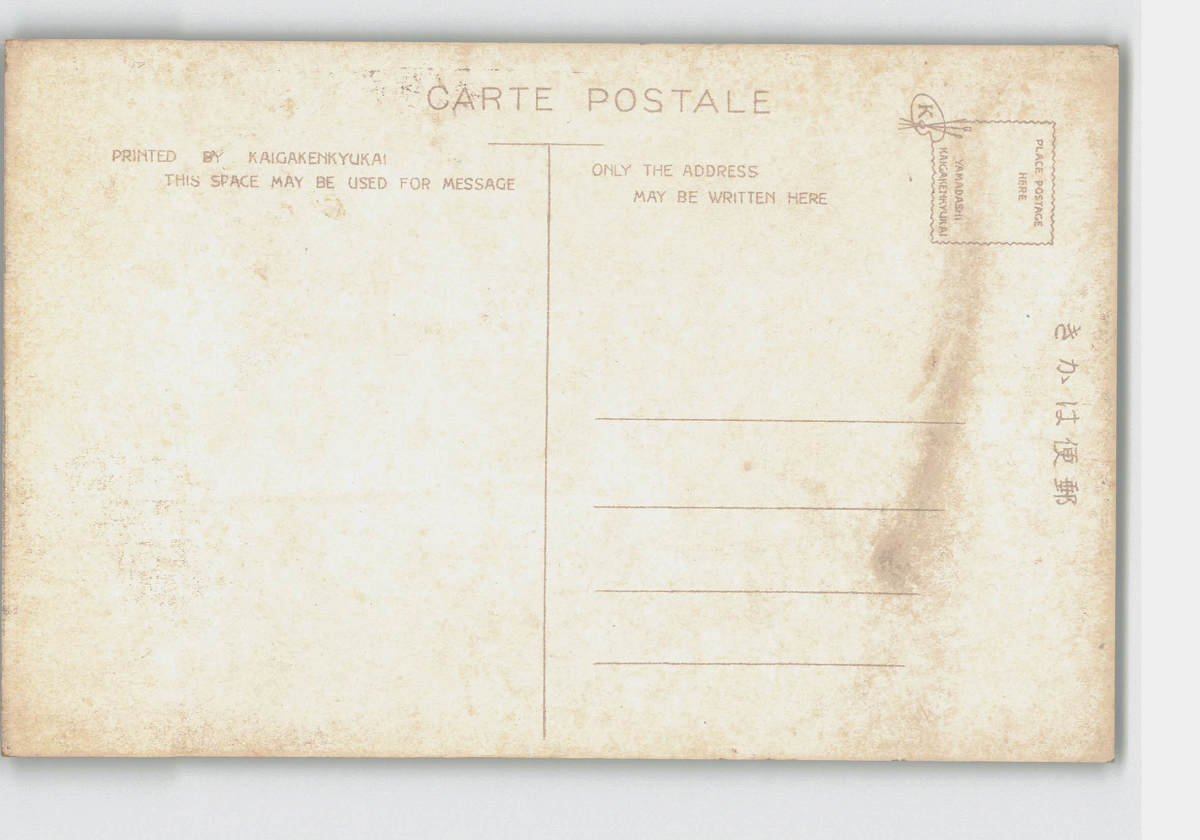 CARTE POSTALE
PRINTED BY KAIGAKENKYUKAI
THIS SPACE MAY BE USED FOR MESSAGE
ONLY THE ADDRESS
MAY BE WRITTEN HERE
K
PLACE POSTAGE
HERE
YAMADASHI
KAIGAKENKYUKAI
きかは便郵